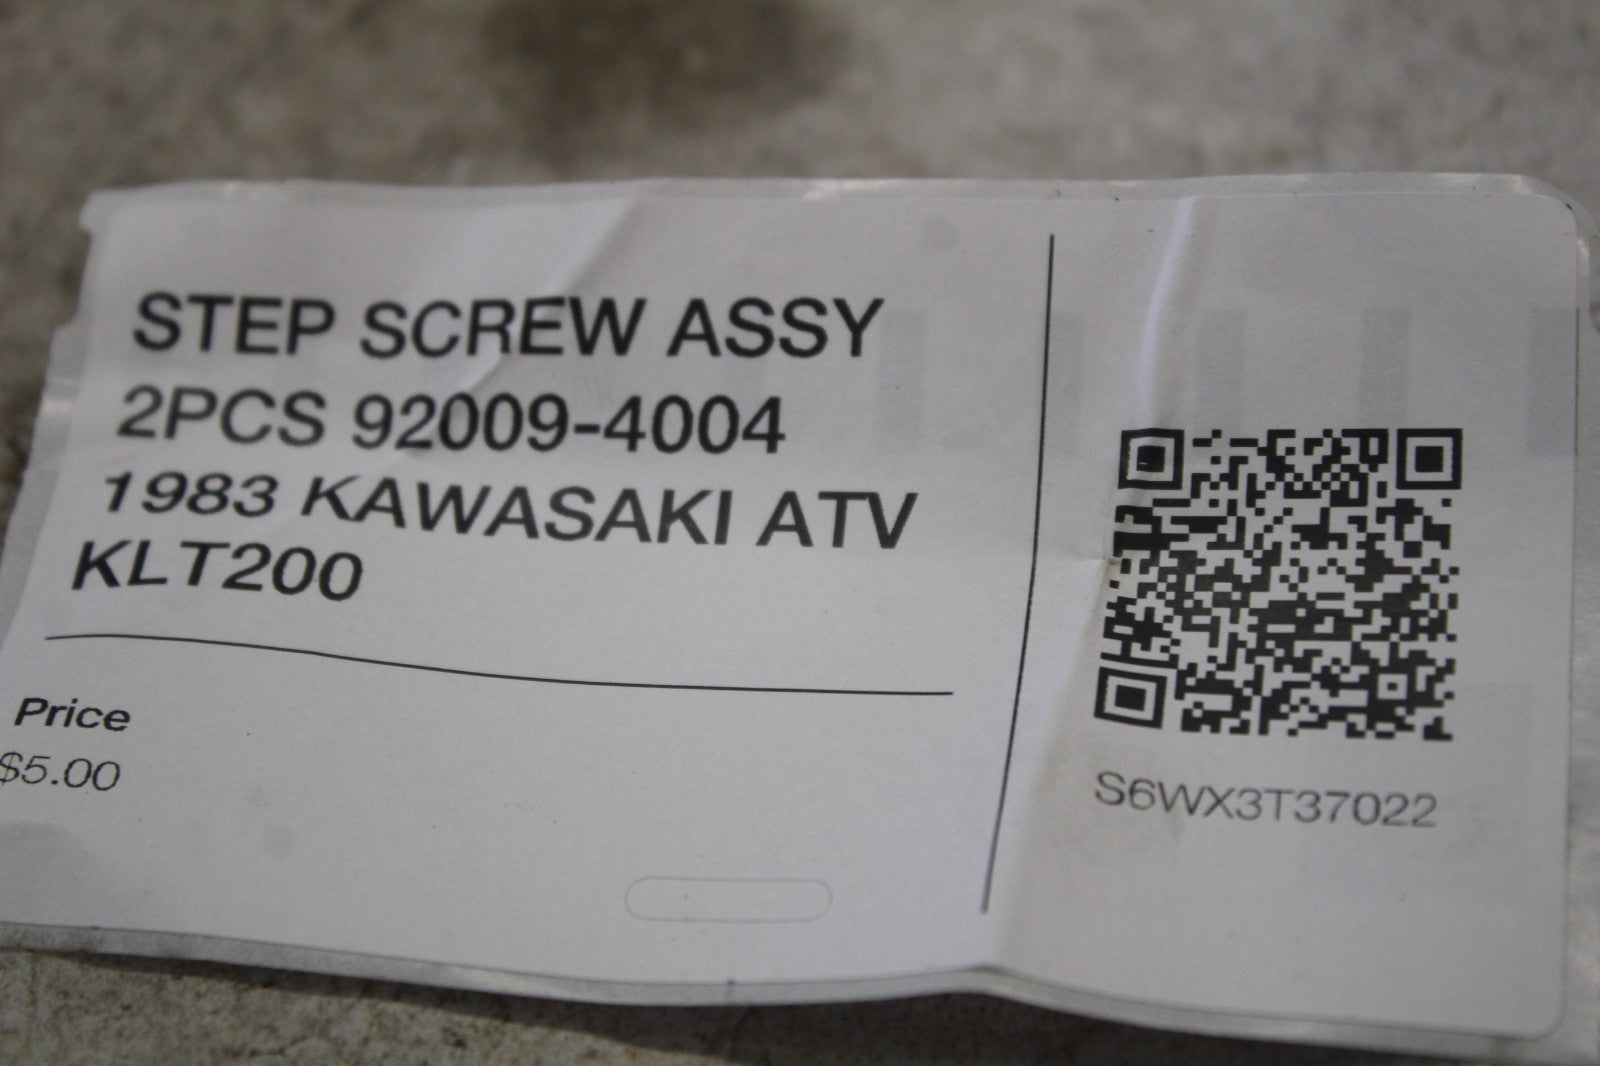 STEP SCREW ASSY
2PCS 92009-4004
1983 KAWASAKI ATV
KLT200
Price
$5.00
S6WX3T37022